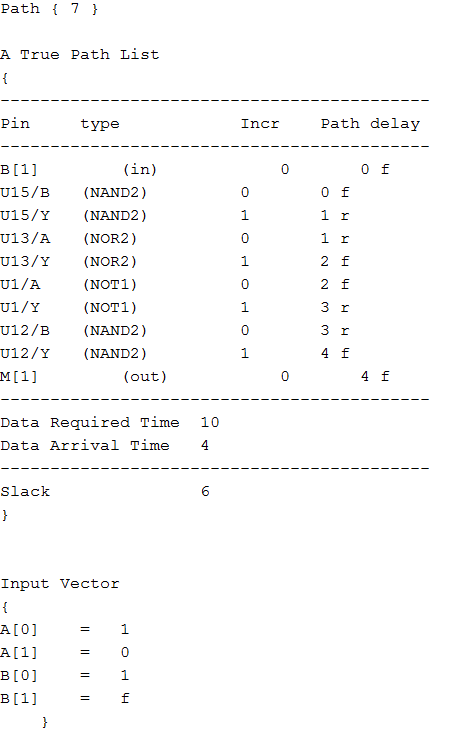 Path { 7 }
A True Path List
{
-------------------------------------------
Pin     type            Incr    Path delay
-------------------------------------------
B[1]        (in)            0       0 f
U15/B   (NAND2)         0       0 f
U15/Y   (NAND2)         1       1 r
U13/A   (NOR2)          0       1 r
U13/Y   (NOR2)          1       2 f
U1/A    (NOT1)          0       2 f
U1/Y    (NOT1)          1       3 r
U12/B   (NAND2)         0       3 r
U12/Y   (NAND2)         1       4 f
M[1]        (out)           0       4 f
-------------------------------------------
Data Required Time  10
Data Arrival Time   4
-------------------------------------------
Slack               6
}
Input Vector
{
A[0]    =   1
A[1]    =   0
B[0]    =   1
B[1]    =   f
}